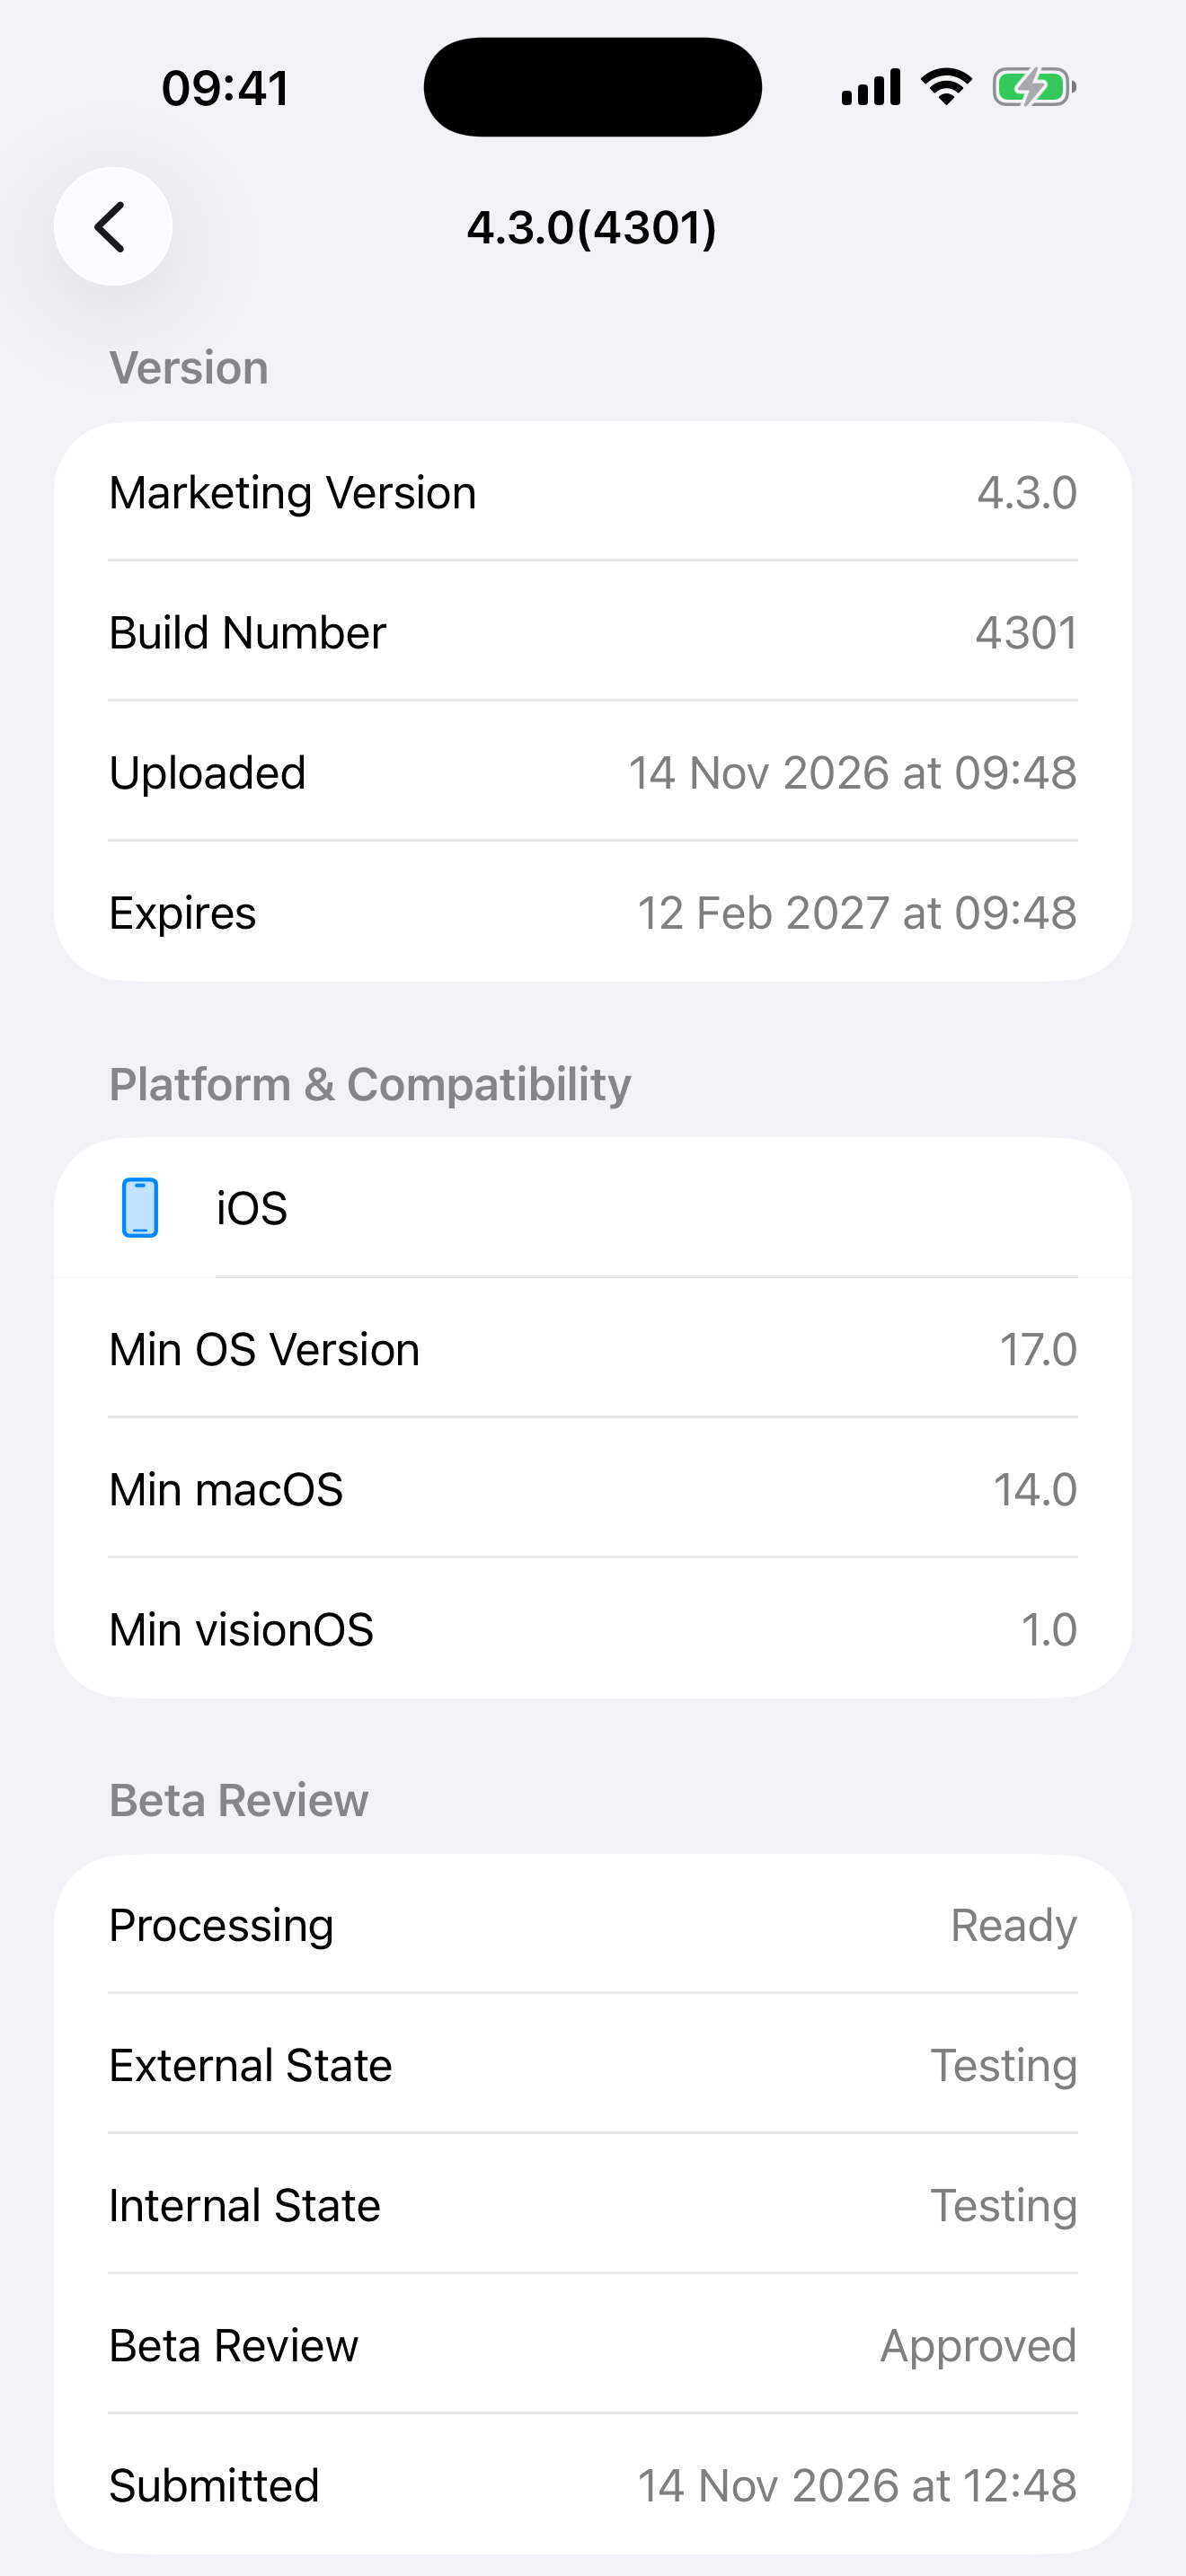 09:41
4.3.0(4301)
Version
Marketing Version 4.3.0
Build Number 4301
Uploaded 14 Nov 2026 at 09:48
Expires 12 Feb 2027 at 09:48
Platform & Compatibility
iOS
Min OS Version 17.0
Min macOS 14.0
Min visionOS 1.0
Beta Review
Processing Ready
External State Testing
Internal State Testing
Beta Review Approved
Submitted 14 Nov 2026 at 12:48